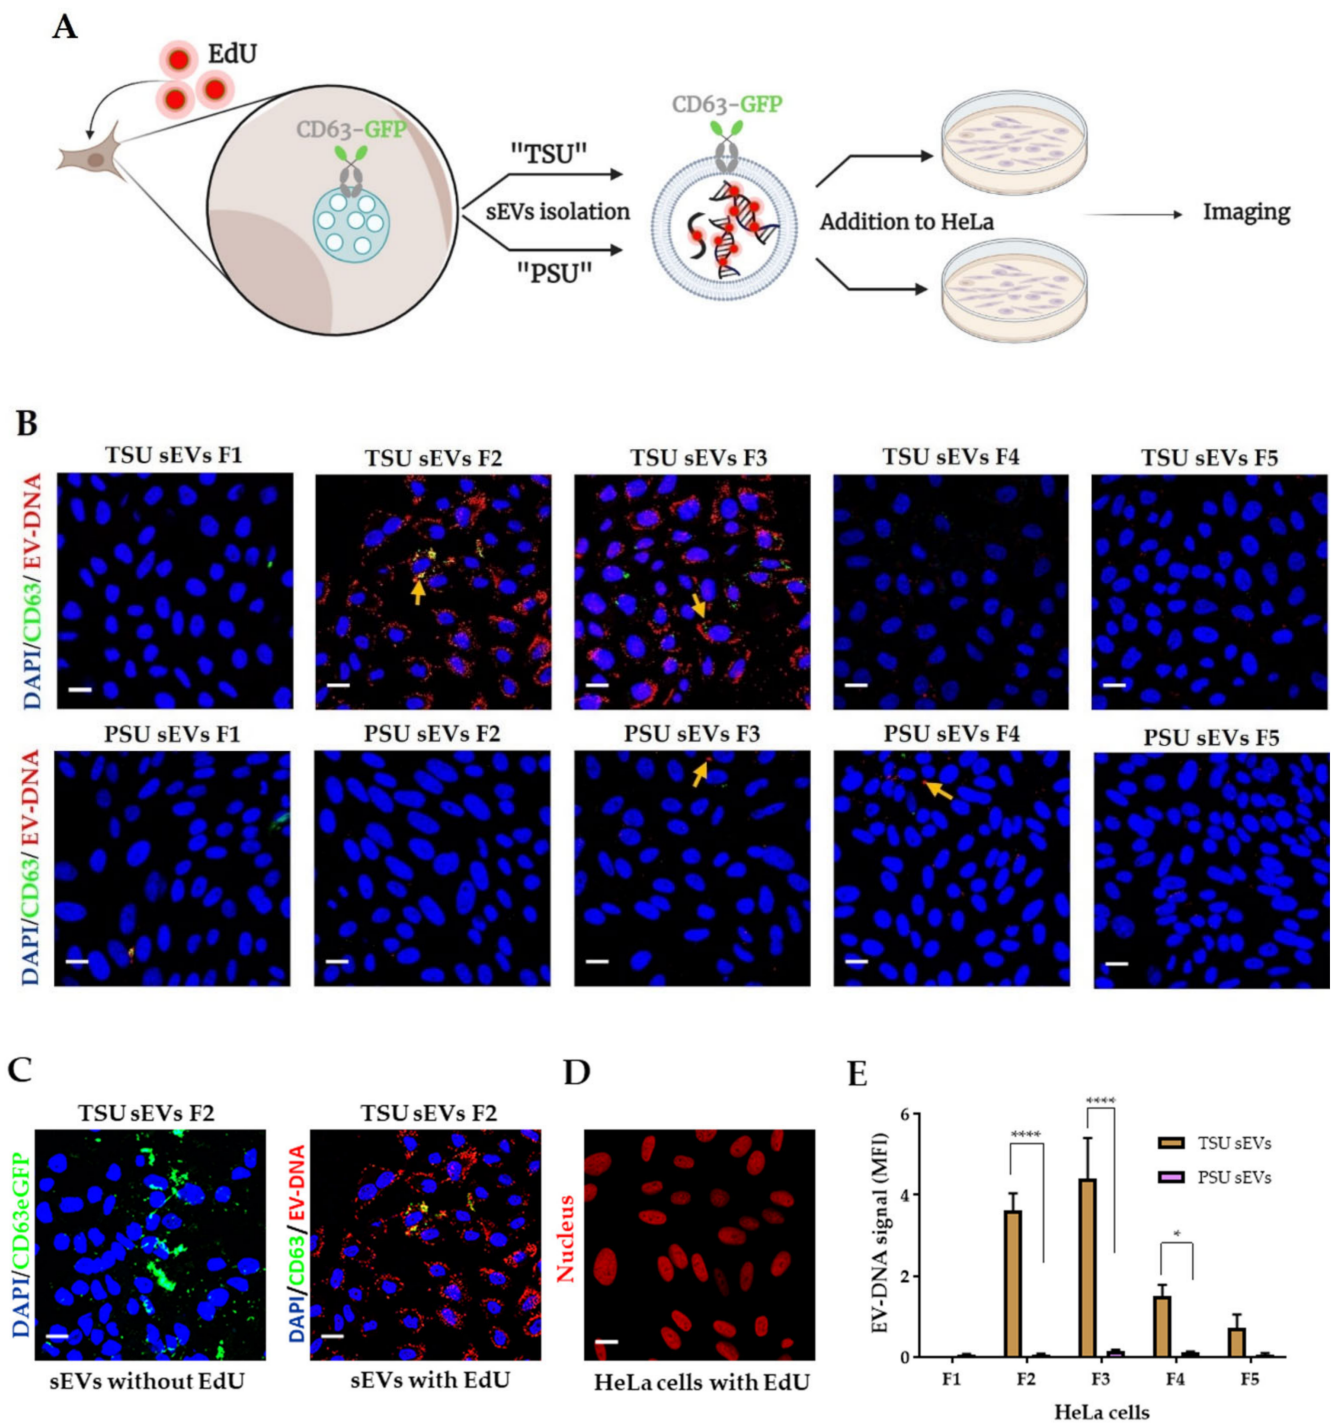 A
EdU
CD63-GFP
"TSU"
sEVs isolation
"PSU"
CD63-GFP
Addition to HeLa
Imaging
B
TSU sEVs F1
TSU sEVs F2
TSU sEVs F3
TSU sEVs F4
TSU sEVs F5
DAPI/CD63/ EV-DNA
PSU sEVs F1
PSU sEVs F2
PSU sEVs F3
PSU sEVs F4
PSU sEVs F5
DAPI/CD63/ EV-DNA
C
TSU sEVs F2
DAPI/CD63eGFP
sEVs without EdU
TSU sEVs F2
DAPI/CD63/ EV-DNA
sEVs with EdU
D
Nucleus
HeLa cells with EdU
E
EV-DNA signal (MFI)
6
4
2
0
****
****
*
TSU sEVs
PSU sEVs
F1
F2
F3
F4
F5
HeLa cells